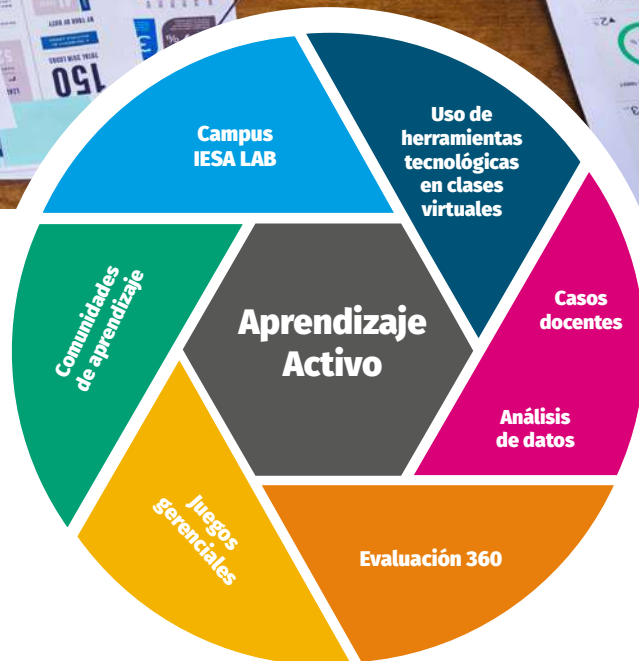 150
Campus
IESA LAB
Uso de
herramientas
tecnológicas
en clases
virtuales
Casos
docentes
Análisis
de datos
Evaluación 360
Juegos
gerenciales
Comunidades
de aprendizaje
Aprendizaje
Activo